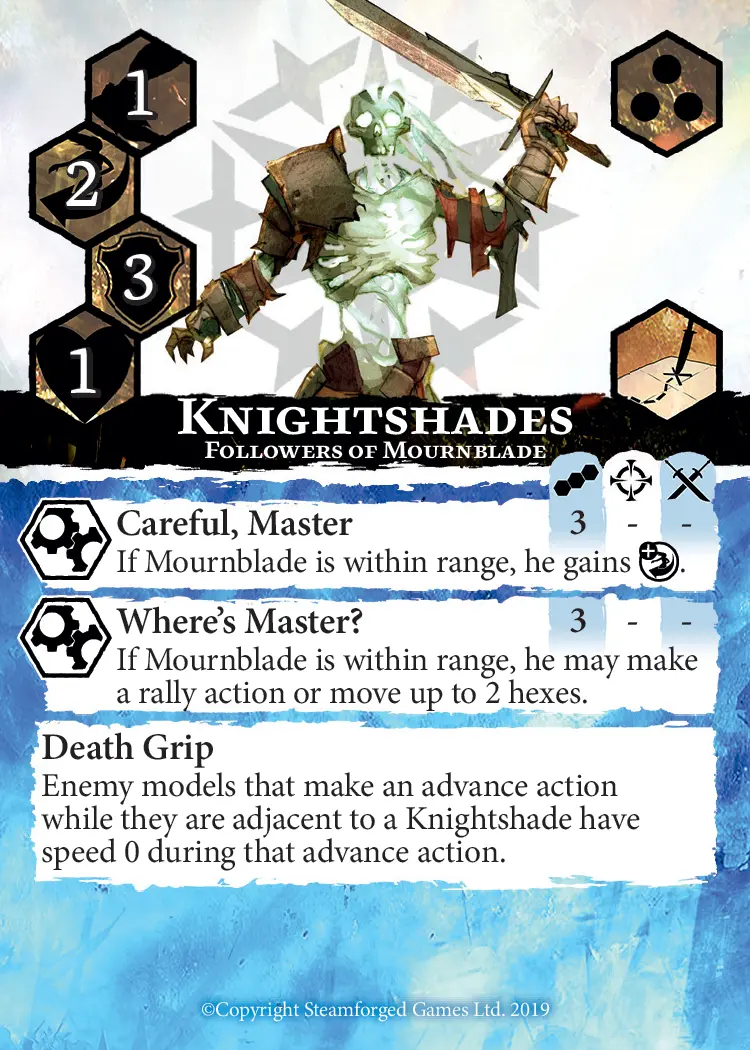 1
2
3
1
KNIGHTSHADES
FOLLOWERS OF MOURNBLADE
Careful, Master 3 - -
If Mournblade is within range, he gains .
Where's Master? 3 - -
If Mournblade is within range, he may make
a rally action or move up to 2 hexes.
Death Grip
Enemy models that make an advance action
while they are adjacent to a Knightshade have
speed 0 during that advance action.
©Copyright Steamforged Games Ltd. 2019